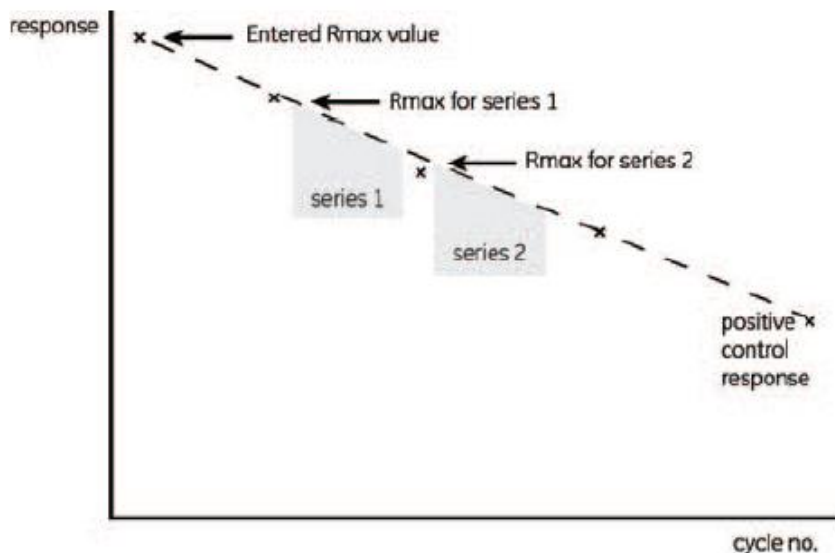 response
Entered Rmax value
Rmax for series 1
Rmax for series 2
series 1
series 2
positive
control
response
cycle no.